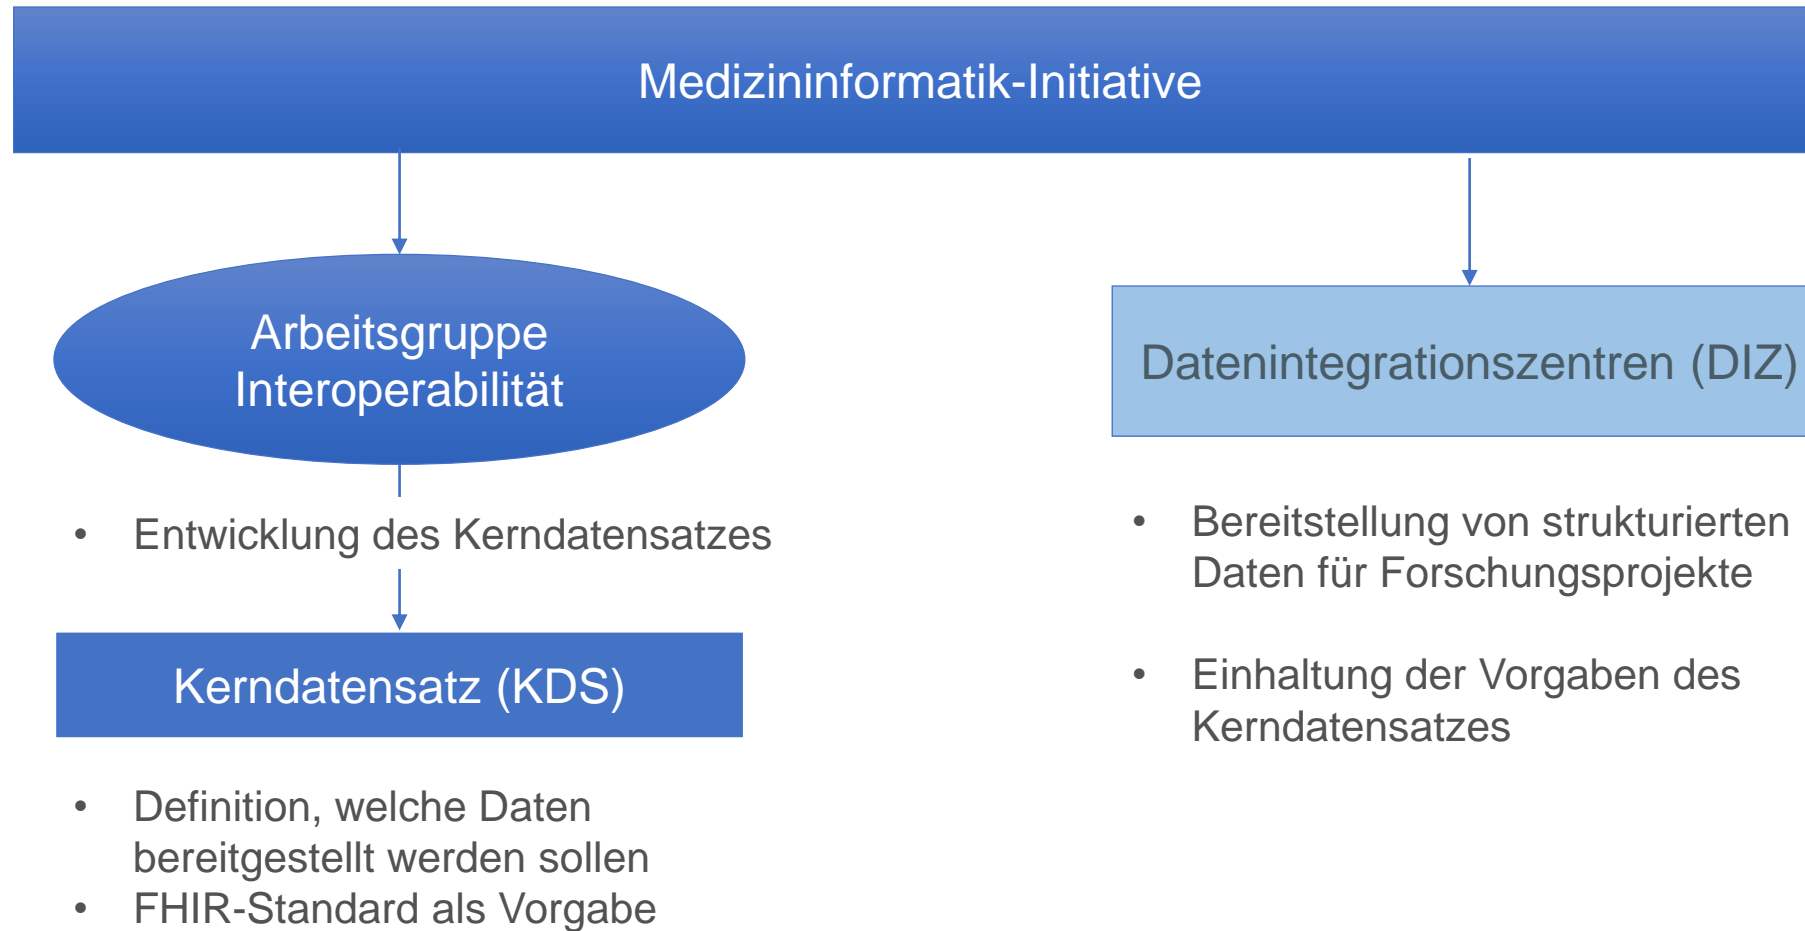 Medizininformatik-Initiative
Arbeitsgruppe
Interoperabilität
• Entwicklung des Kerndatensatzes
Kerndatensatz (KDS)
• Definition, welche Daten
bereitgestellt werden sollen
• FHIR-Standard als Vorgabe
Datenintegrationszentren (DIZ)
• Bereitstellung von strukturierten
Daten für Forschungsprojekte
• Einhaltung der Vorgaben des
Kerndatensatzes